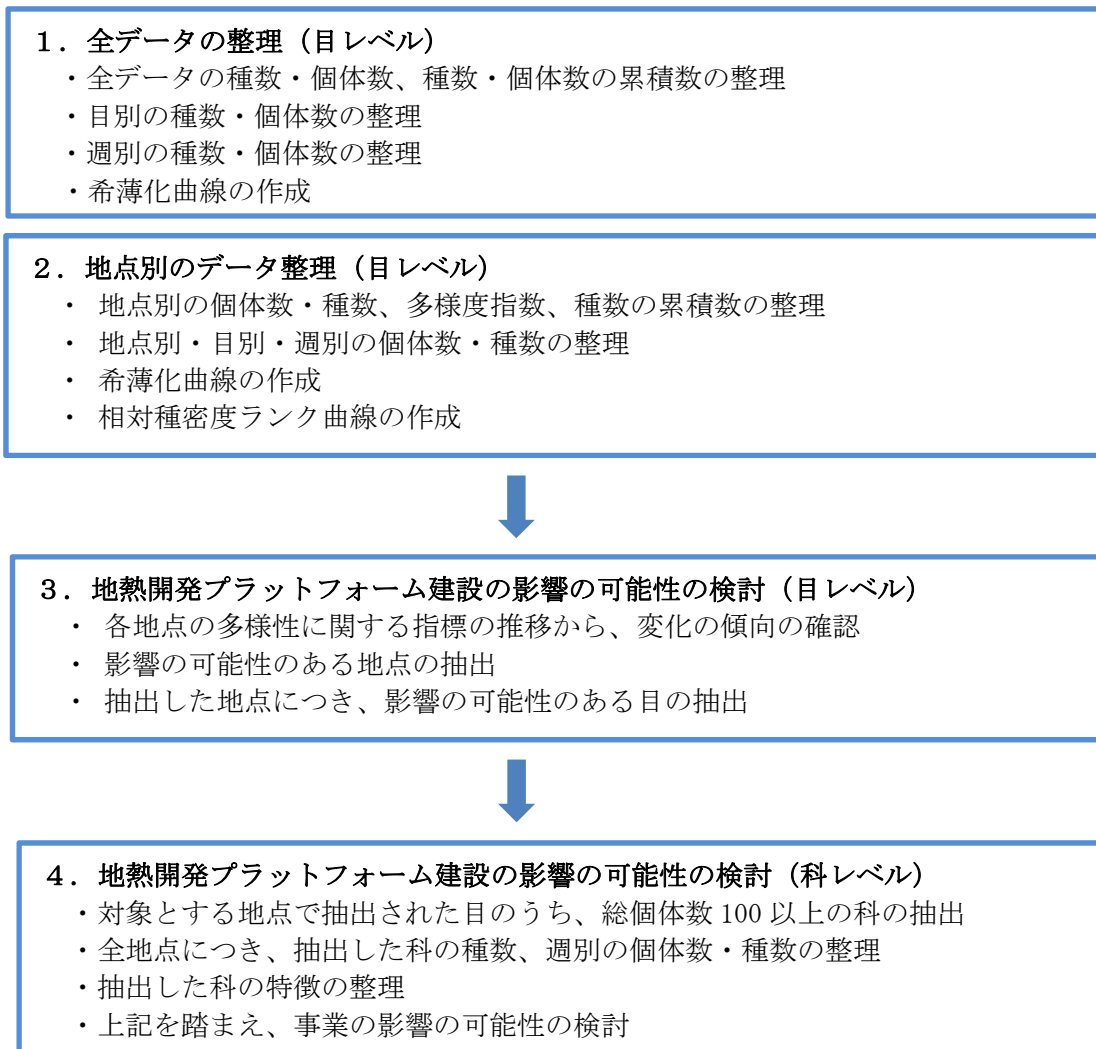 １．全データの整理（目レベル）
・全データの種数・個体数、種数・個体数の累積数の整理
・目別の種数・個体数の整理
・週別の種数・個体数の整理
・希薄化曲線の作成
２．地点別のデータ整理（目レベル）
・ 地点別の個体数・種数、多様度指数、種数の累積数の整理
・ 地点別・目別・週別の個体数・種数の整理
・ 希薄化曲線の作成
・ 相対種密度ランク曲線の作成
３．地熱開発プラットフォーム建設の影響の可能性の検討（目レベル）
・ 各地点の多様性に関する指標の推移から、変化の傾向の確認
・ 影響の可能性のある地点の抽出
・ 抽出した地点につき、影響の可能性のある目の抽出
４．地熱開発プラットフォーム建設の影響の可能性の検討（科レベル）
・対象とする地点で抽出された目のうち、総個体数 100 以上の科の抽出
・全地点につき、抽出した科の種数、週別の個体数・種数の整理
・抽出した科の特徴の整理
・上記を踏まえ、事業の影響の可能性の検討